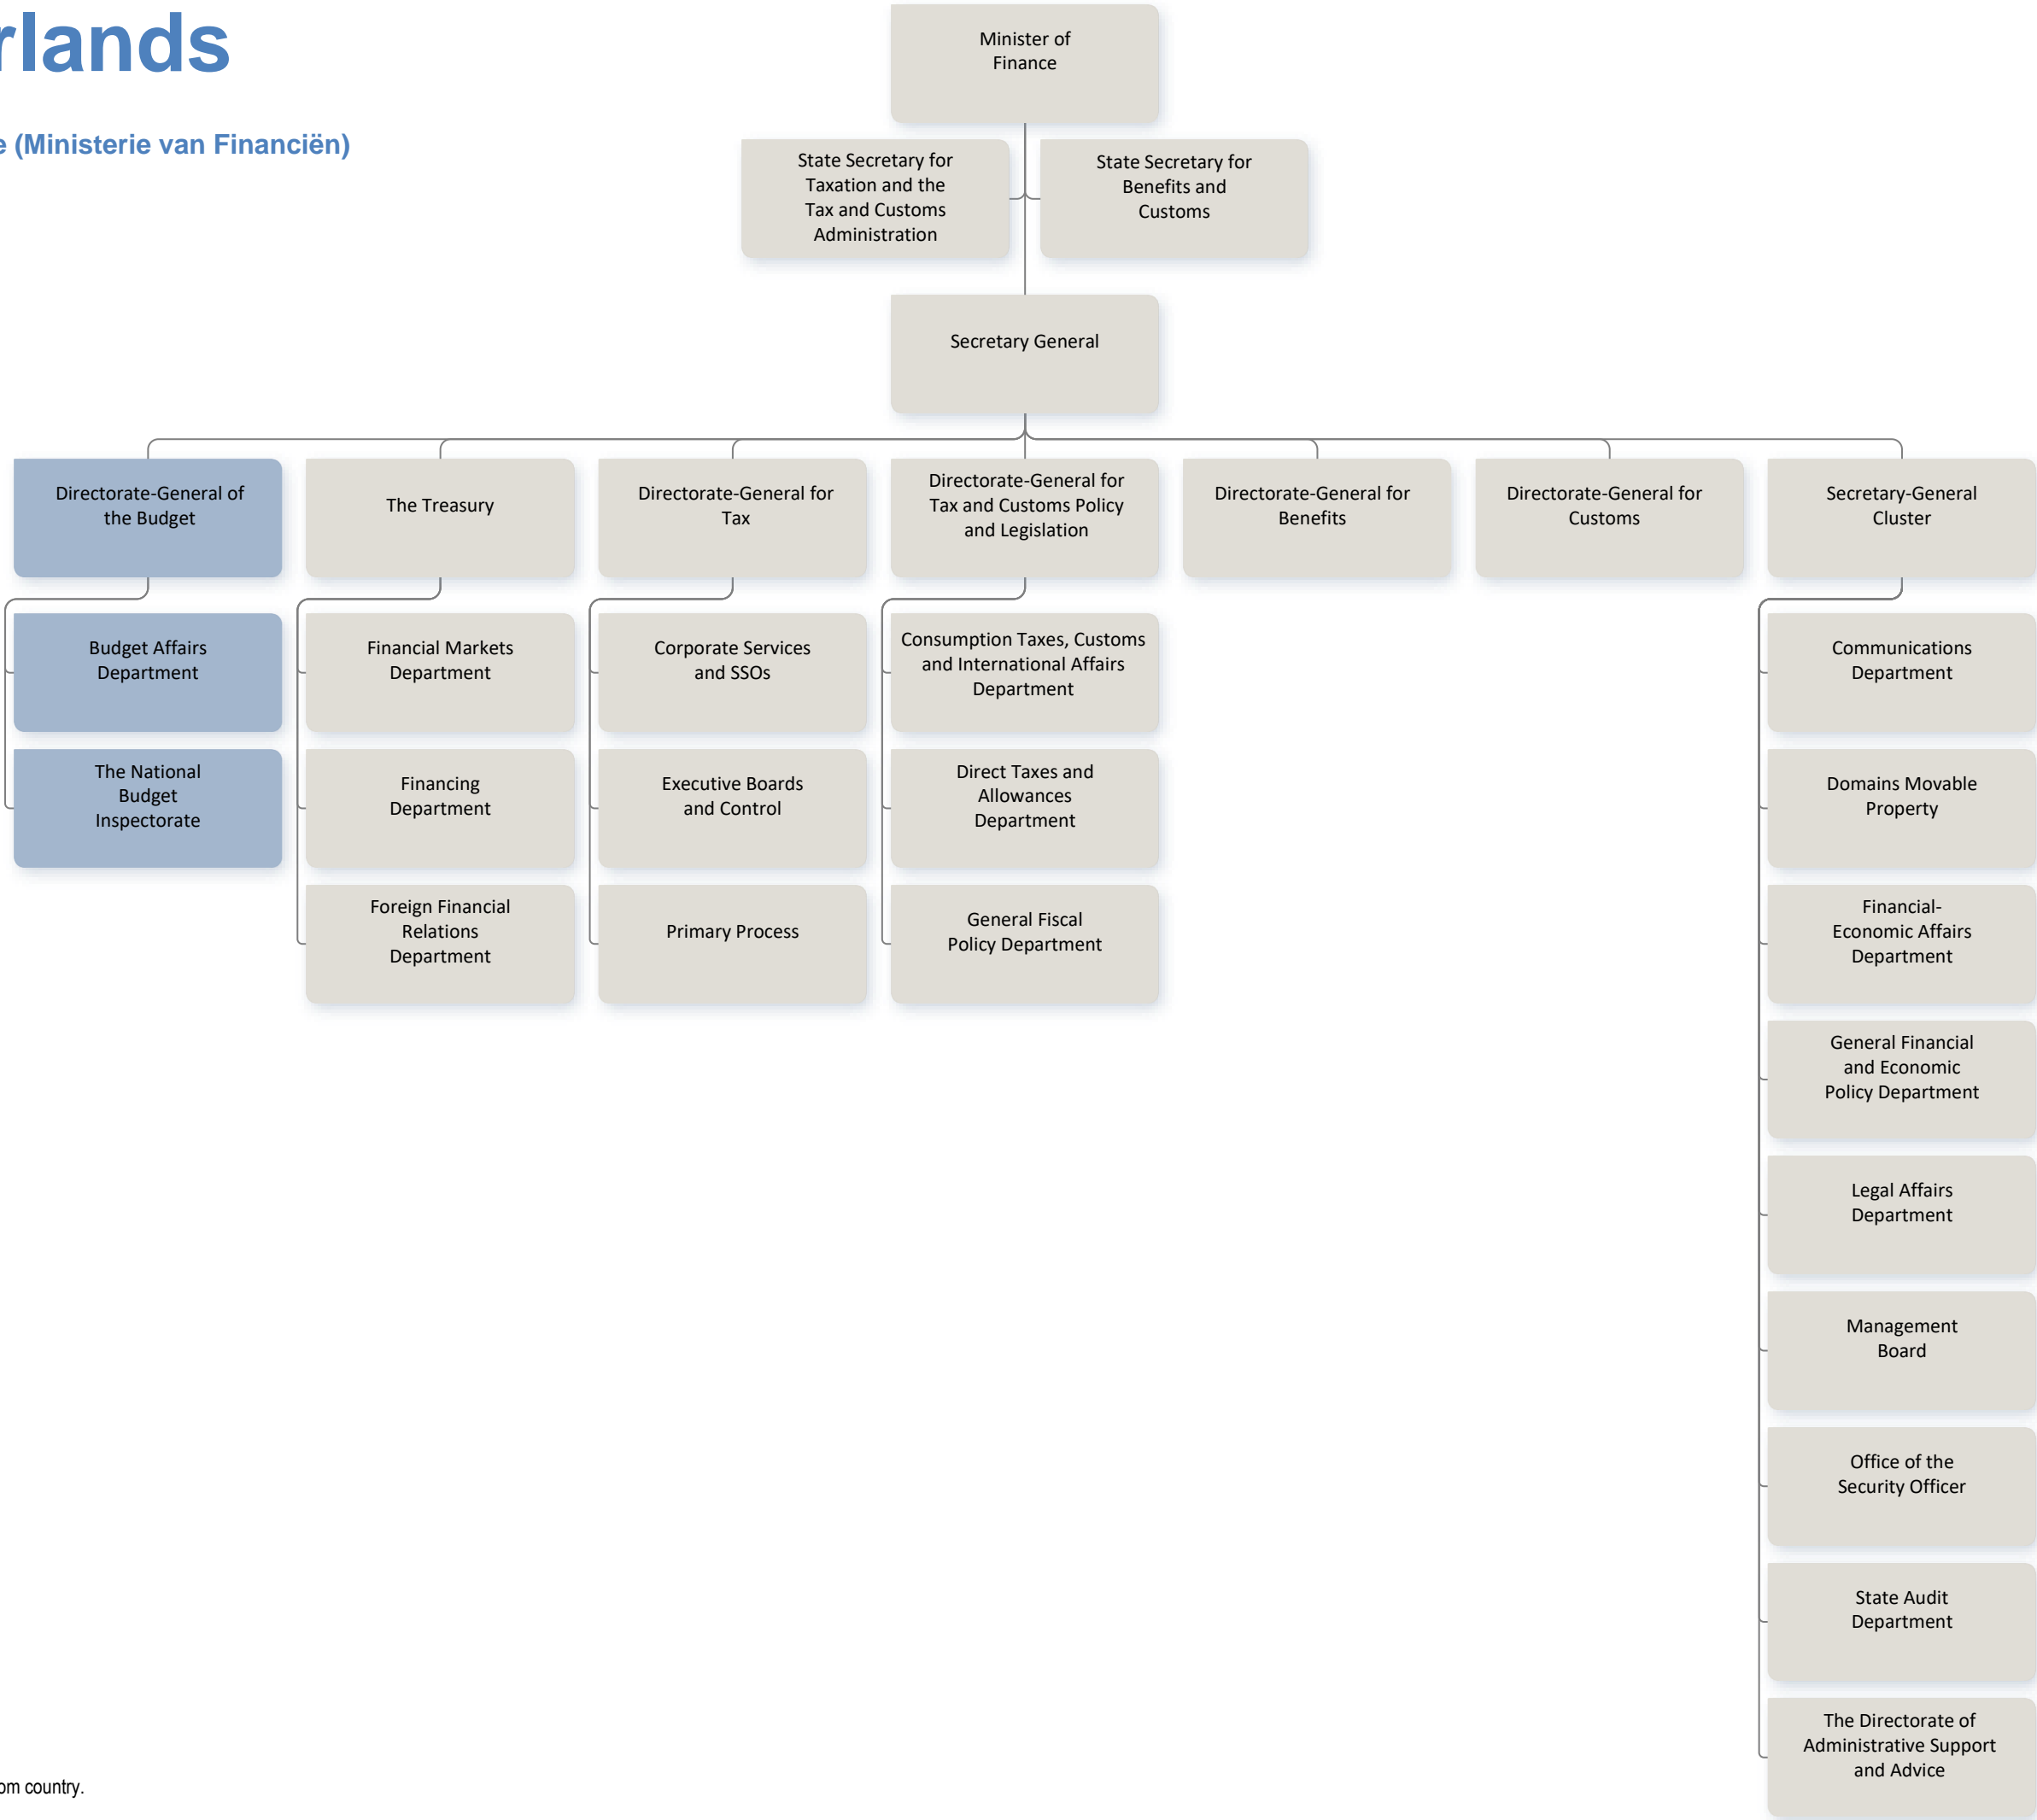 rlands
e (Ministerie van Financiën)
Minister of
Finance
State Secretary for
Taxation and the
Tax and Customs
Administration
State Secretary for
Benefits and
Customs
Secretary General
Directorate-General of
the Budget
The Treasury
Directorate-General for
Tax
Directorate-General for
Tax and Customs Policy
and Legislation
Directorate-General for
Benefits
Directorate-General for
Customs
Secretary-General
Cluster
Budget Affairs
Department
The National
Budget
Inspectorate
Financial Markets
Department
Financing
Department
Foreign Financial
Relations
Department
Corporate Services
and SSOs
Executive Boards
and Control
Primary Process
Consumption Taxes, Customs
and International Affairs
Department
Direct Taxes and
Allowances
Department
General Fiscal
Policy Department
Communications
Department
Domains Movable
Property
Financial-
Economic Affairs
Department
General Financial
and Economic
Policy Department
Legal Affairs
Department
Management
Board
Office of the
Security Officer
State Audit
Department
The Directorate of
Administrative Support
and Advice
om country.